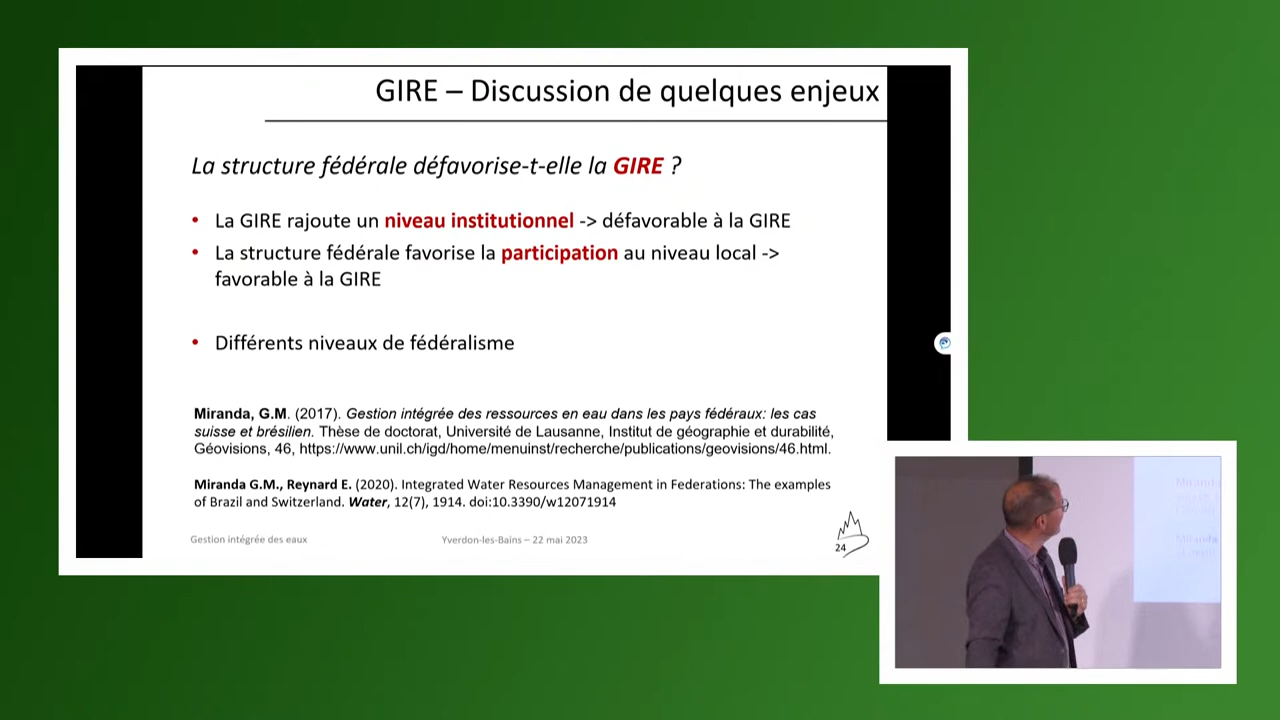 GIRE – Discussion de quelques enjeux
La structure fédérale défavorise-t-elle la GIRE ?
• La GIRE rajoute un niveau institutionnel -> défavorable à la GIRE
• La structure fédérale favorise la participation au niveau local ->
favorable à la GIRE
• Différents niveaux de fédéralisme
Miranda, G.M. (2017). Gestion intégrée des ressources en eau dans les pays fédéraux: les cas
suisse et brésilien. Thèse de doctorat, Université de Lausanne, Institut de géographie et durabilité,
Géovisions, 46, https://www.unil.ch/igd/home/menuinst/recherche/publications/geovisions/46.html.
Miranda G.M., Reynard E. (2020). Integrated Water Resources Management in Federations: The examples
of Brazil and Switzerland. Water, 12(7), 1914. doi:10.3390/w12071914
Gestion intégrée des eaux
Yverdon-les-Bains – 22 mai 2023
24
Miranda